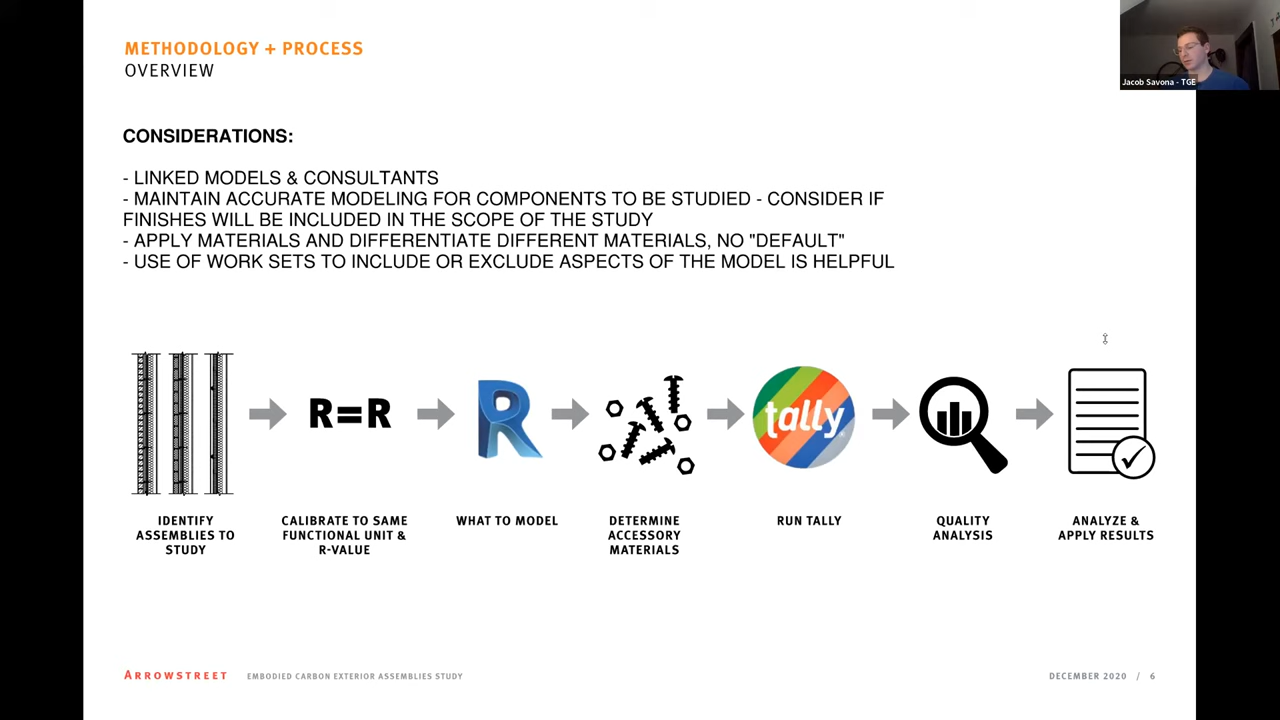 METHODOLOGY + PROCESS
OVERVIEW
Jacob Savona - TGE
CONSIDERATIONS:
- LINKED MODELS & CONSULTANTS
- MAINTAIN ACCURATE MODELING FOR COMPONENTS TO BE STUDIED - CONSIDER IF
FINISHES WILL BE INCLUDED IN THE SCOPE OF THE STUDY
- APPLY MATERIALS AND DIFFERENTIATE DIFFERENT MATERIALS, NO "DEFAULT"
- USE OF WORK SETS TO INCLUDE OR EXCLUDE ASPECTS OF THE MODEL IS HELPFUL
R=R
R
tally
IDENTIFY
ASSEMBLIES TO
STUDY
CALIBRATE TO SAME
FUNCTIONAL UNIT &
R-VALUE
WHAT TO MODEL
DETERMINE
ACCESSORY
MATERIALS
RUN TALLY
QUALITY
ANALYSIS
ANALYZE &
APPLY RESULTS
ARROWSTREET EMBODIED CARBON EXTERIOR ASSEMBLIES STUDY
DECEMBER 2020 / 6